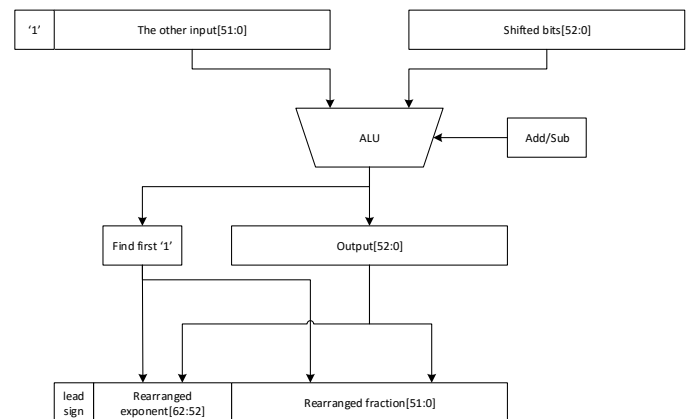 ‘1’
The other input[51:0]
Shifted bits[52:0]
ALU
Add/Sub
Find first ‘1’
Output[52:0]
lead
sign
Rearranged
exponent[62:52]
Rearranged fraction[51:0]